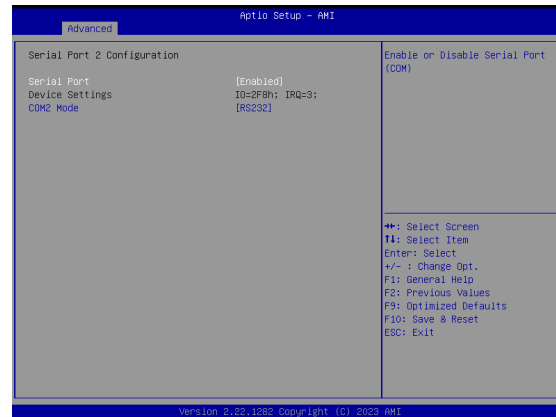 Aptio Setup - AMI
Advanced
Serial Port 2 Configuration
Serial Port [Enabled]
Device Settings IO=2F8h; IRQ=3;
COM2 Mode [RS232]
Enable or Disable Serial Port
(COM)
→←: Select Screen
↑↓: Select Item
Enter: Select
+/- : Change Opt.
F1: General Help
F2: Previous Values
F9: Optimized Defaults
F10: Save & Reset
ESC: Exit
Version 2.22.1282 Copyright (C) 2023 AMI